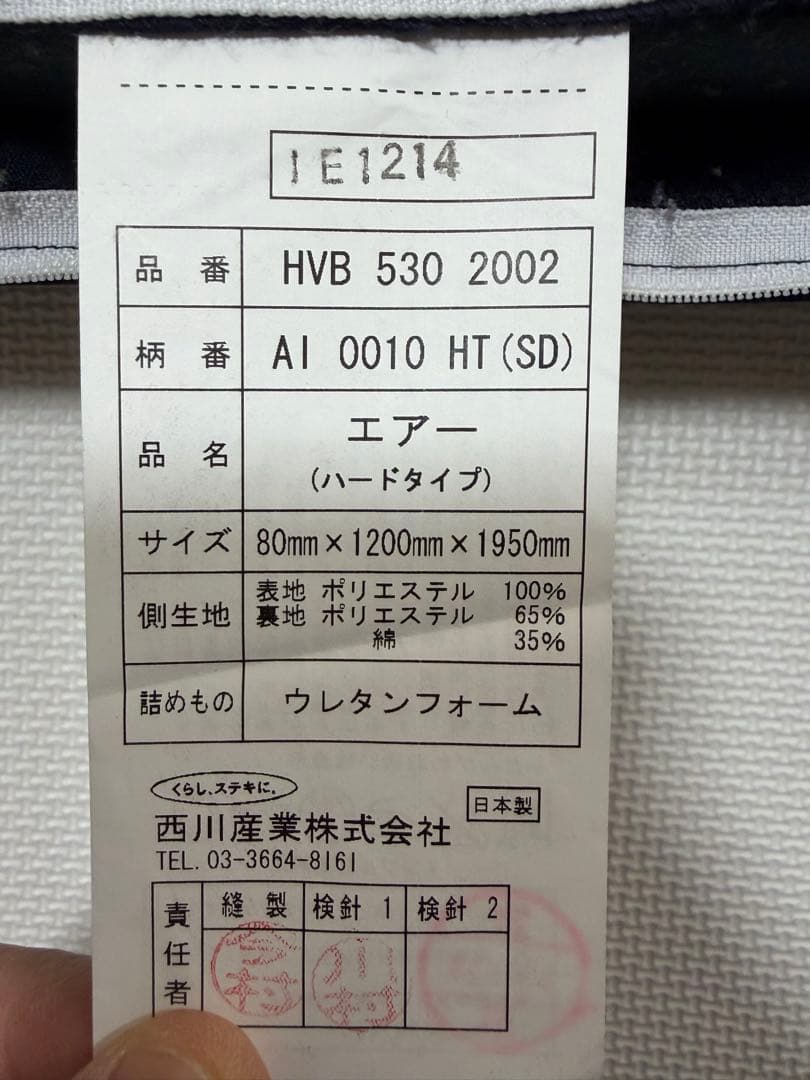 IE1214
品番 HVB 530 2002
柄番 AI 0010 HT(SD)
品名 エアー
(ハードタイプ)
サイズ 80mm×1200mm×1950mm
側生地 表地 ポリエステル 100%
裏地 ポリエステル 65%
綿 35%
詰めもの ウレタンフォーム
くらし、ステキに。
日本製
西川産業株式会社
TEL. 03-3664-8161
責任者 縫製 検針 1 検針 2